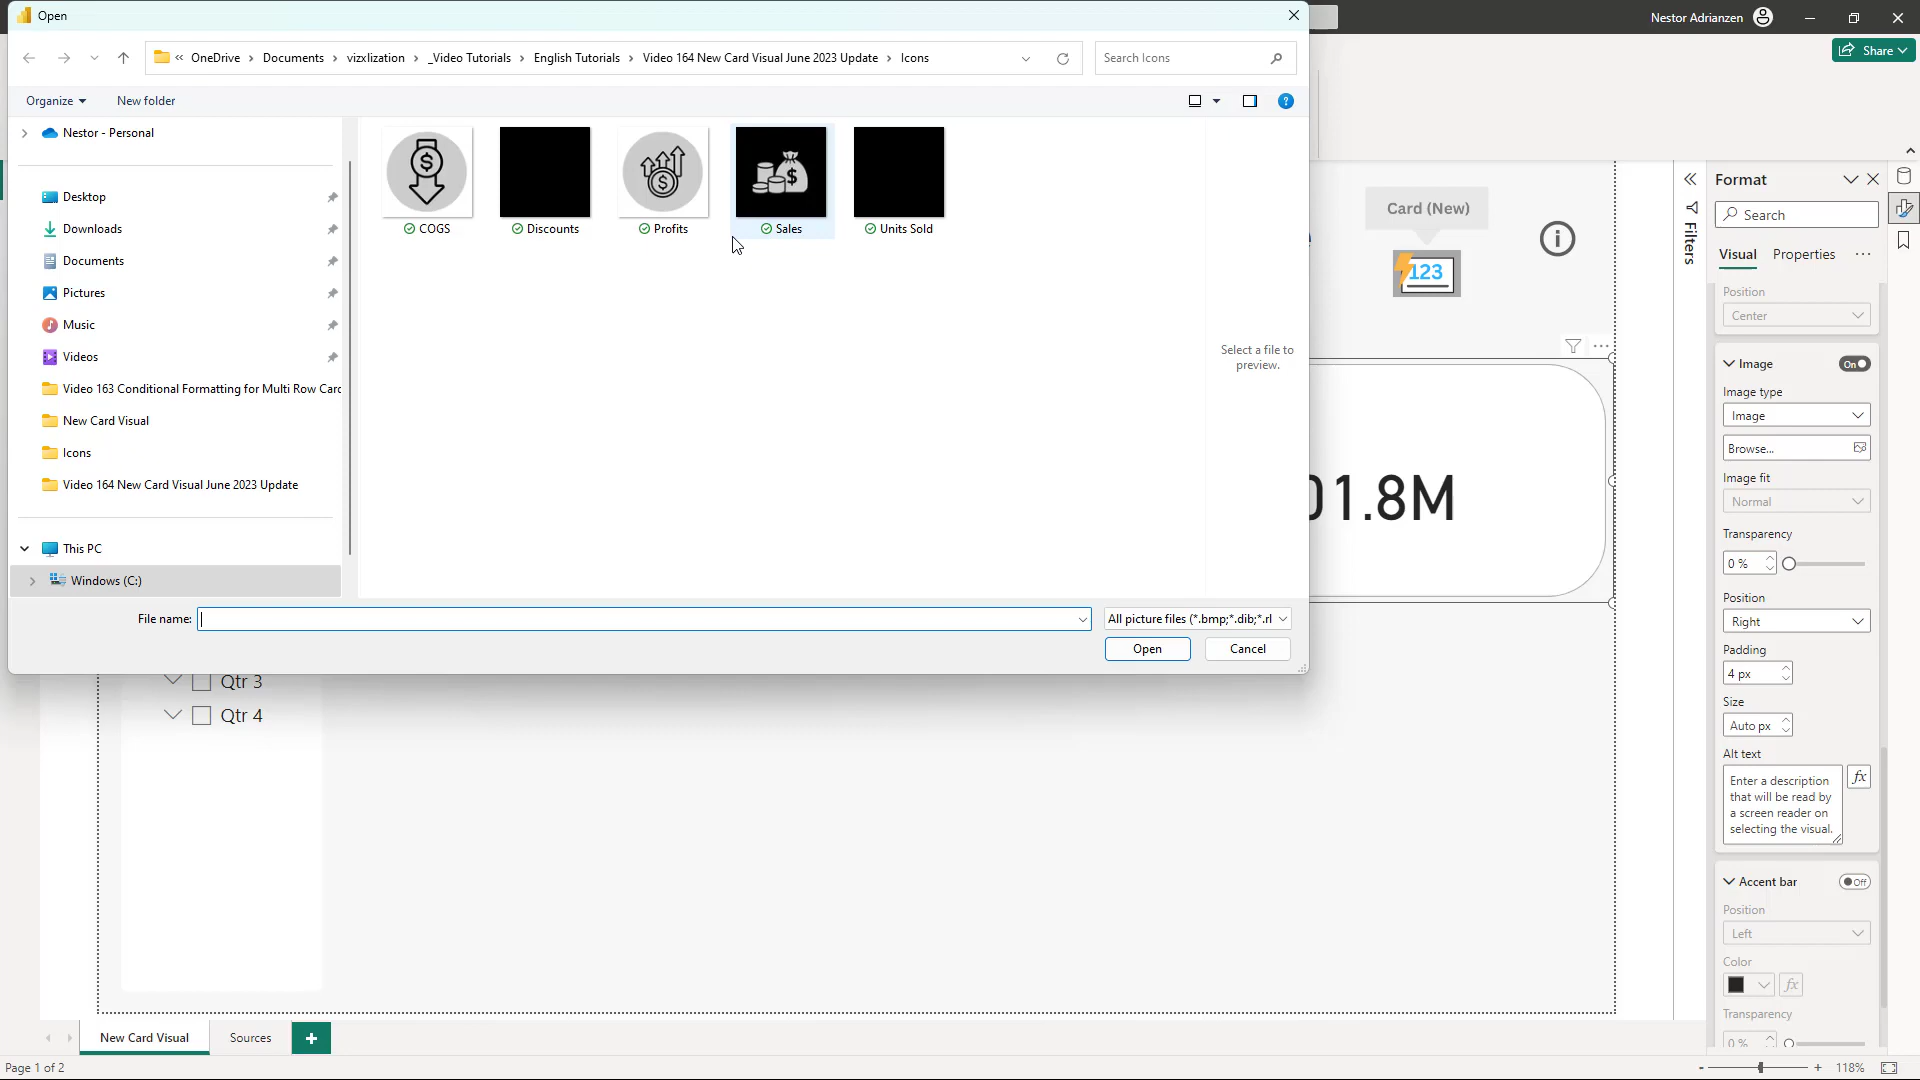 Open
Nestor Adrianzen
Share
« OneDrive > Documents > vizxlization > _Video Tutorials > English Tutorials > Video 164 New Card Visual June 2023 Update > Icons
Search Icons
Organize
New folder
Nestor - Personal
Desktop
Downloads
Documents
Pictures
Music
Videos
Video 163 Conditional Formatting for Multi Row Card
New Card Visual
Icons
Video 164 New Card Visual June 2023 Update
This PC
Windows (C:)
COGS
Discounts
Profits
Sales
Units Sold
Select a file to
preview.
File name:
All picture files (*.bmp;*.dib;*.rl
Open
Cancel
Card (New)
123
01.8M
Qtr 3
Qtr 4
Filters
Format
Search
Visual
Properties
Position
Center
Image
On
Image type
Image
Browse...
Image fit
Normal
Transparency
0 %
Position
Right
Padding
4 px
Size
Auto px
Alt text
Enter a description
that will be read by
a screen reader on
selecting the visual.
fx
Accent bar
Off
Position
Left
Color
fx
Transparency
0 %
New Card Visual
Sources
+
Page 1 of 2
- + 118%